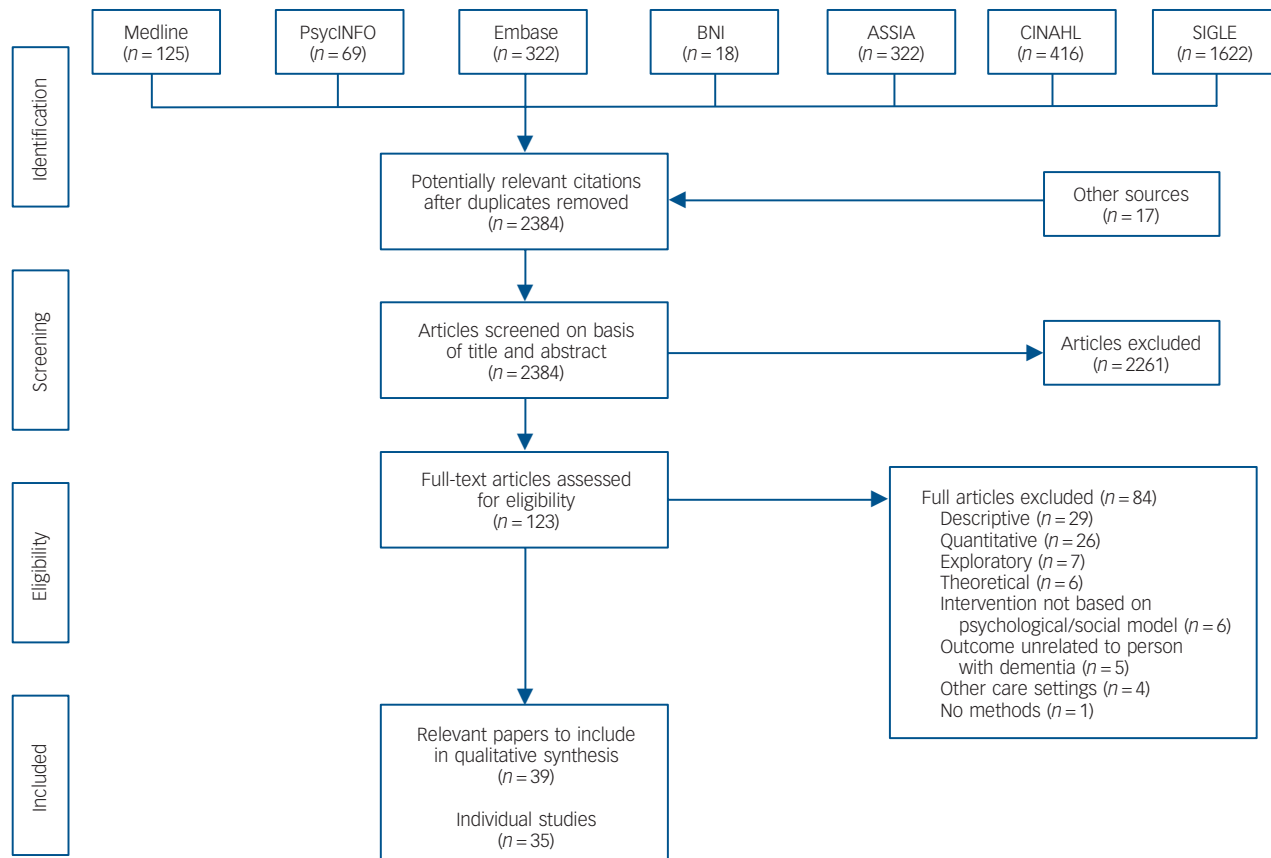 Medline
(n = 125)
PsycINFO
(n = 69)
Embase
(n = 322)
BNI
(n = 18)
ASSIA
(n = 322)
CINAHL
(n = 416)
SIGLE
(n = 1622)
Identification
Potentially relevant citations
after duplicates removed
(n = 2384)
Other sources
(n = 17)
Screening
Articles screened on basis
of title and abstract
(n = 2384)
Articles excluded
(n = 2261)
Eligibility
Full-text articles assessed
for eligibility
(n = 123)
Full articles excluded (n = 84)
Descriptive (n = 29)
Quantitative (n = 26)
Exploratory (n = 7)
Theoretical (n = 6)
Intervention not based on
psychological/social model (n = 6)
Outcome unrelated to person
with dementia (n = 5)
Other care settings (n = 4)
No methods (n = 1)
Included
Relevant papers to include
in qualitative synthesis
(n = 39)
Individual studies
(n = 35)